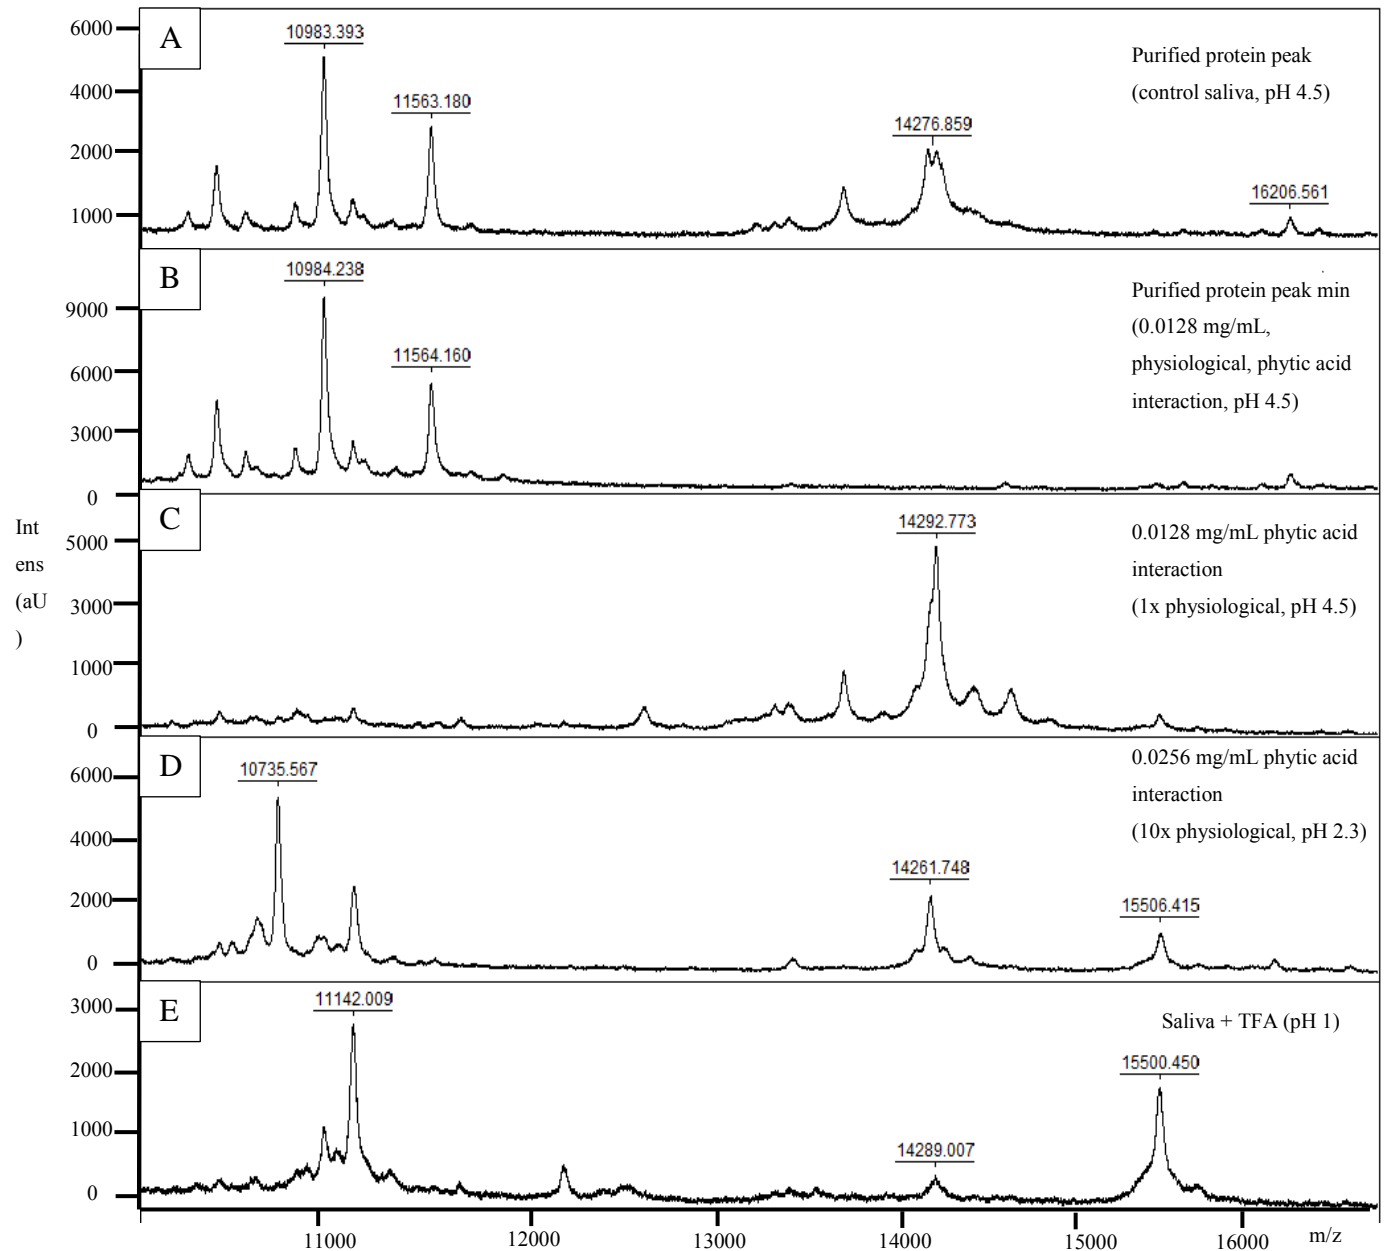 6000
4000
2000
1000
A
10983.393
11563.180
14276.859
16206.561
Purified protein peak
(control saliva, pH 4.5)
9000
6000
3000
0
B
10984.238
11564.160
Purified protein peak min
(0.0128 mg/mL,
physiological, phytic acid
interaction, pH 4.5)
Int
ens
(aU
)
5000
3000
1000
0
C
14292.773
0.0128 mg/mL phytic acid
interaction
(1x physiological, pH 4.5)
6000
4000
2000
0
D
10735.567
14261.748
15506.415
0.0256 mg/mL phytic acid
interaction
(10x physiological, pH 2.3)
3000
2000
1000
0
E
11142.009
14289.007
15500.450
Saliva + TFA (pH 1)
11000 12000 13000 14000 15000 16000 m/z